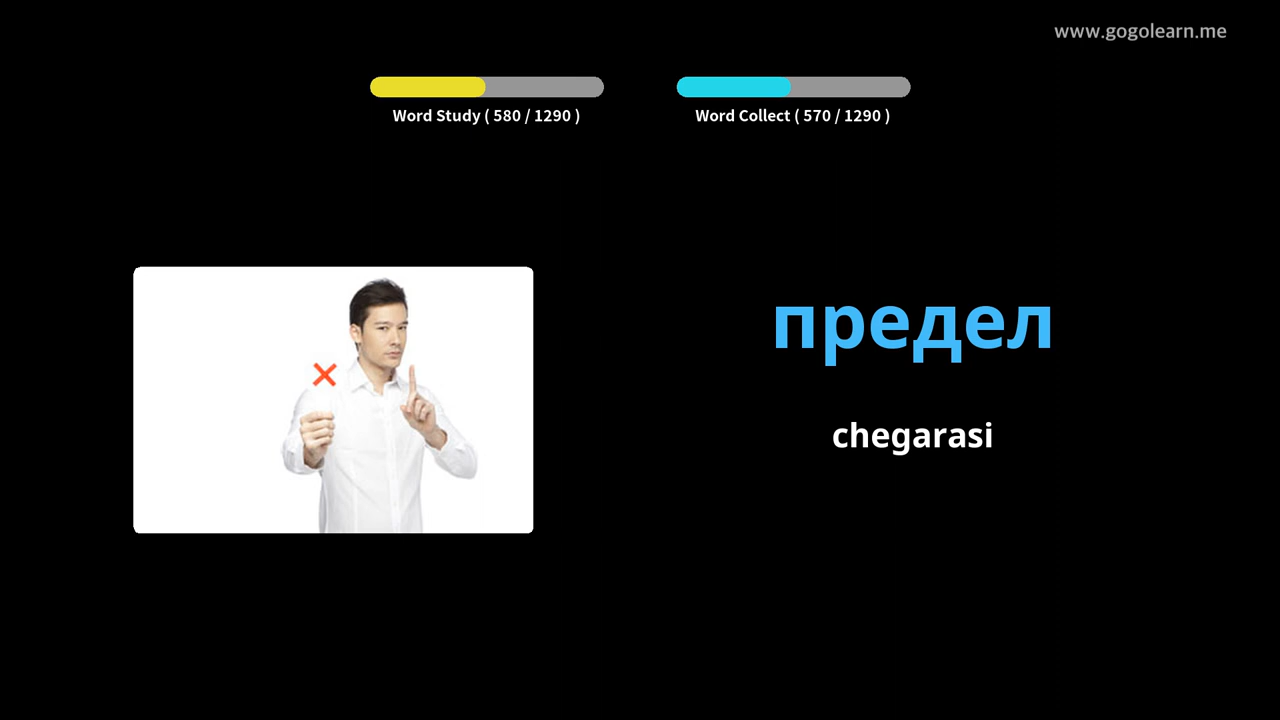 www.gogolearn.me
Word Study ( 580 / 1290 )
Word Collect ( 570 / 1290 )
предел
chegarasi